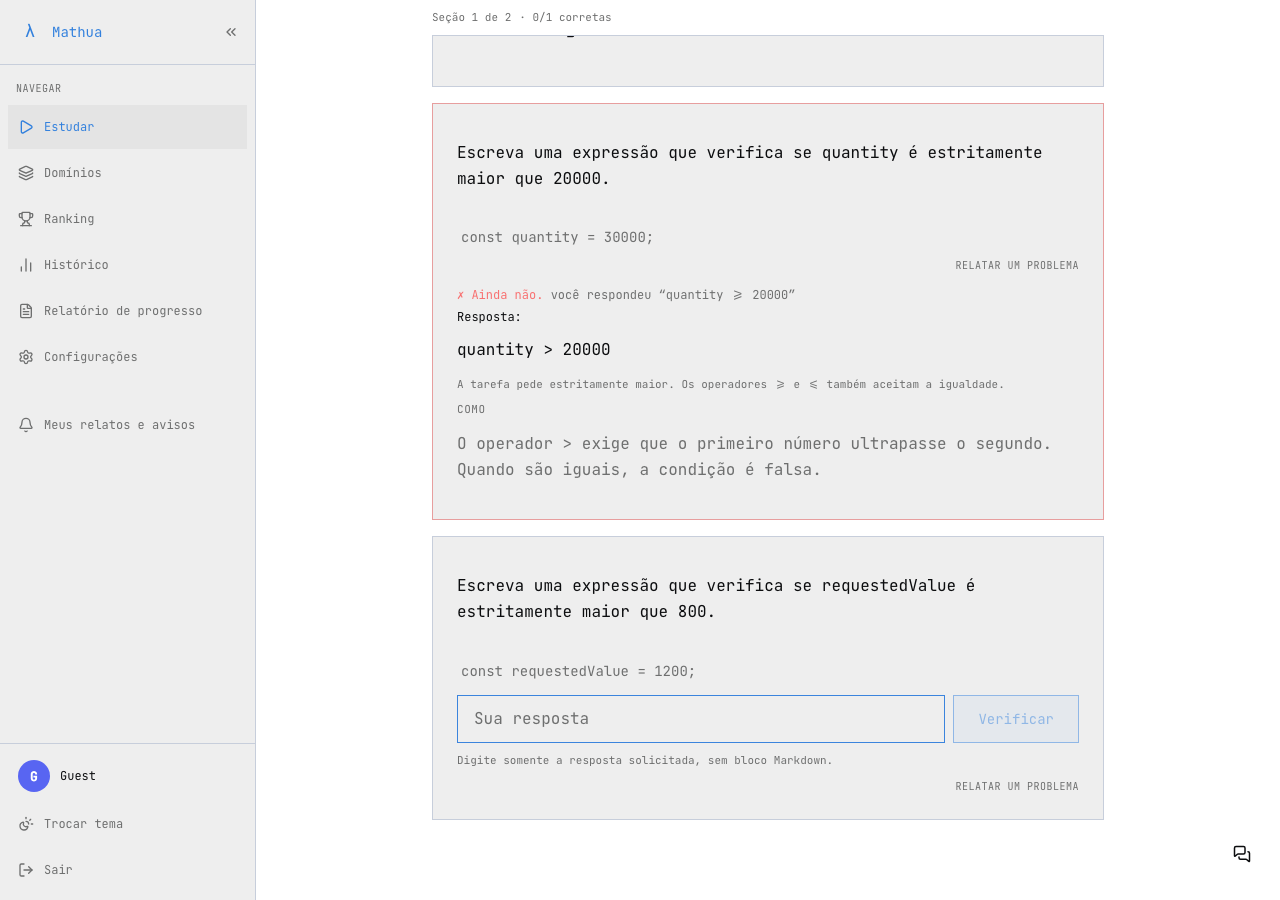 Mathua
NAVEGAR
Estudar
Domínios
Ranking
Histórico
Relatório de progresso
Configurações
Meus relatos e avisos
G Guest
Trocar tema
Sair
Seção 1 de 2 · 0/1 corretas
Escreva uma expressão que verifica se quantity é estritamente
maior que 20000.
const quantity = 30000;
RELATAR UM PROBLEMA
✗ Ainda não. você respondeu “quantity >= 20000”
Resposta:
quantity > 20000
A tarefa pede estritamente maior. Os operadores >= e <= também aceitam a igualdade.
COMO
O operador > exige que o primeiro número ultrapasse o segundo.
Quando são iguais, a condição é falsa.
Escreva uma expressão que verifica se requestedValue é
estritamente maior que 800.
const requestedValue = 1200;
Sua resposta
Verificar
Digite somente a resposta solicitada, sem bloco Markdown.
RELATAR UM PROBLEMA